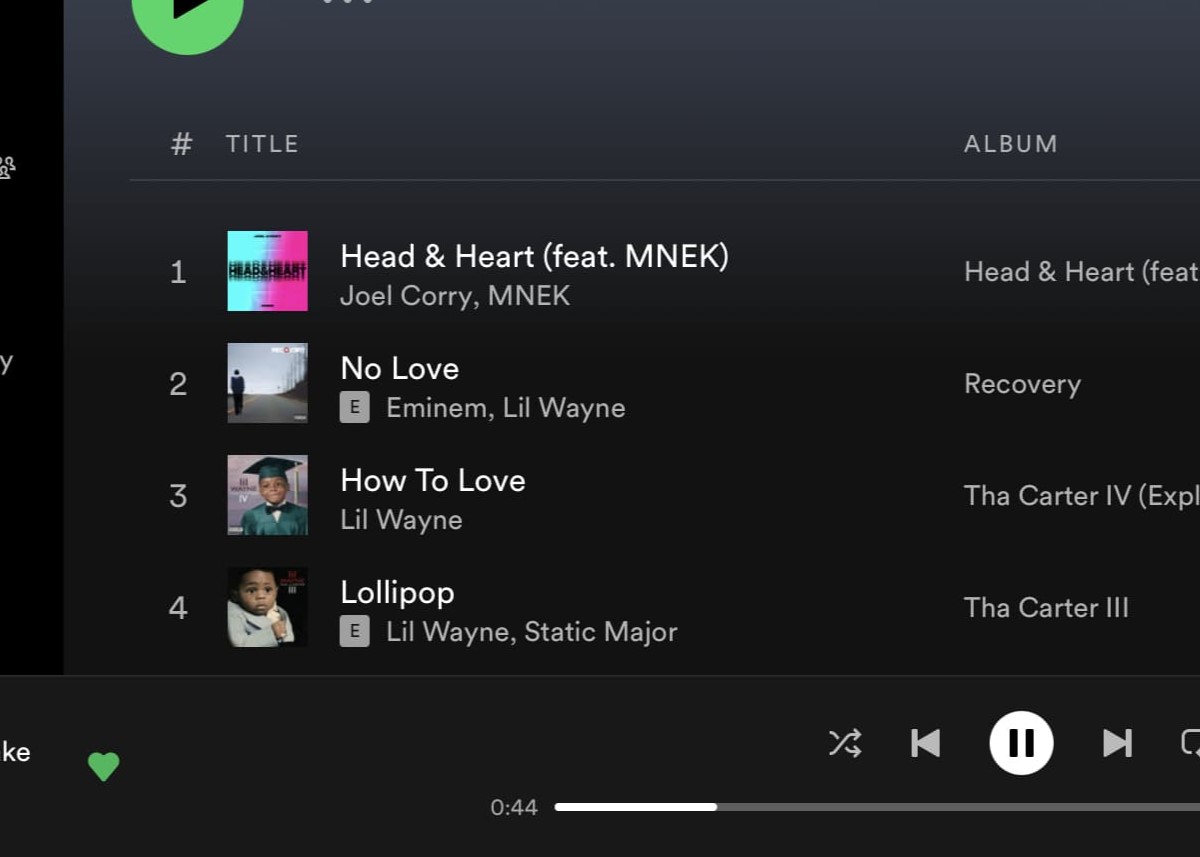 # TITLE ALBUM
y
1
HEAD&HEART
Head & Heart (feat. MNEK)
Joel Corry, MNEK
Head & Heart (feat
2
No Love
E Eminem, Lil Wayne
Recovery
3
How To Love
Lil Wayne
Tha Carter IV (Expl
4
Lollipop
E Lil Wayne, Static Major
Tha Carter III
ke
0:44